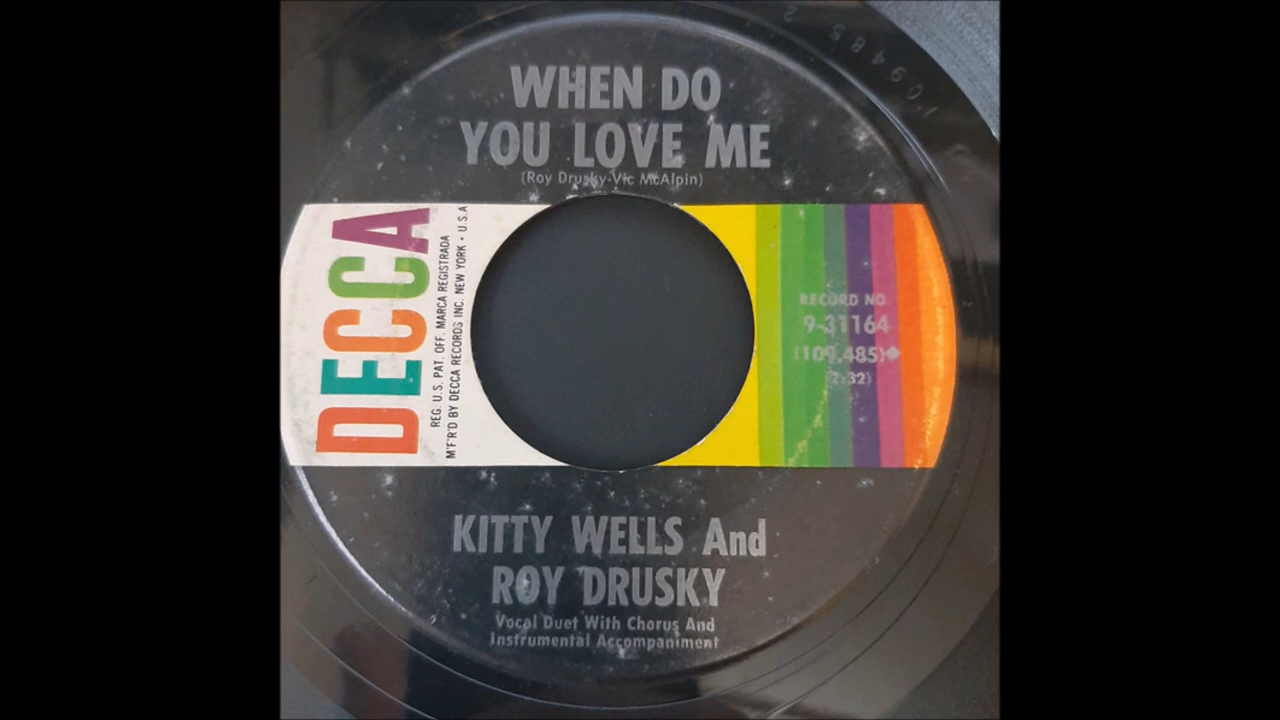 WHEN DO
YOU LOVE ME
(Roy Drusky-Vic McAlpin)
DECCA
REG. U.S. PAT. OFF. MARCA REGISTRADA
M'F'R'D BY DECCA RECORDS INC. NEW YORK • U.S.A
RECORD NO.
9-31164
(109,485)
(2:32)
KITTY WELLS And
ROY DRUSKY
Vocal Duet With Chorus And
Instrumental Accompaniment
109485